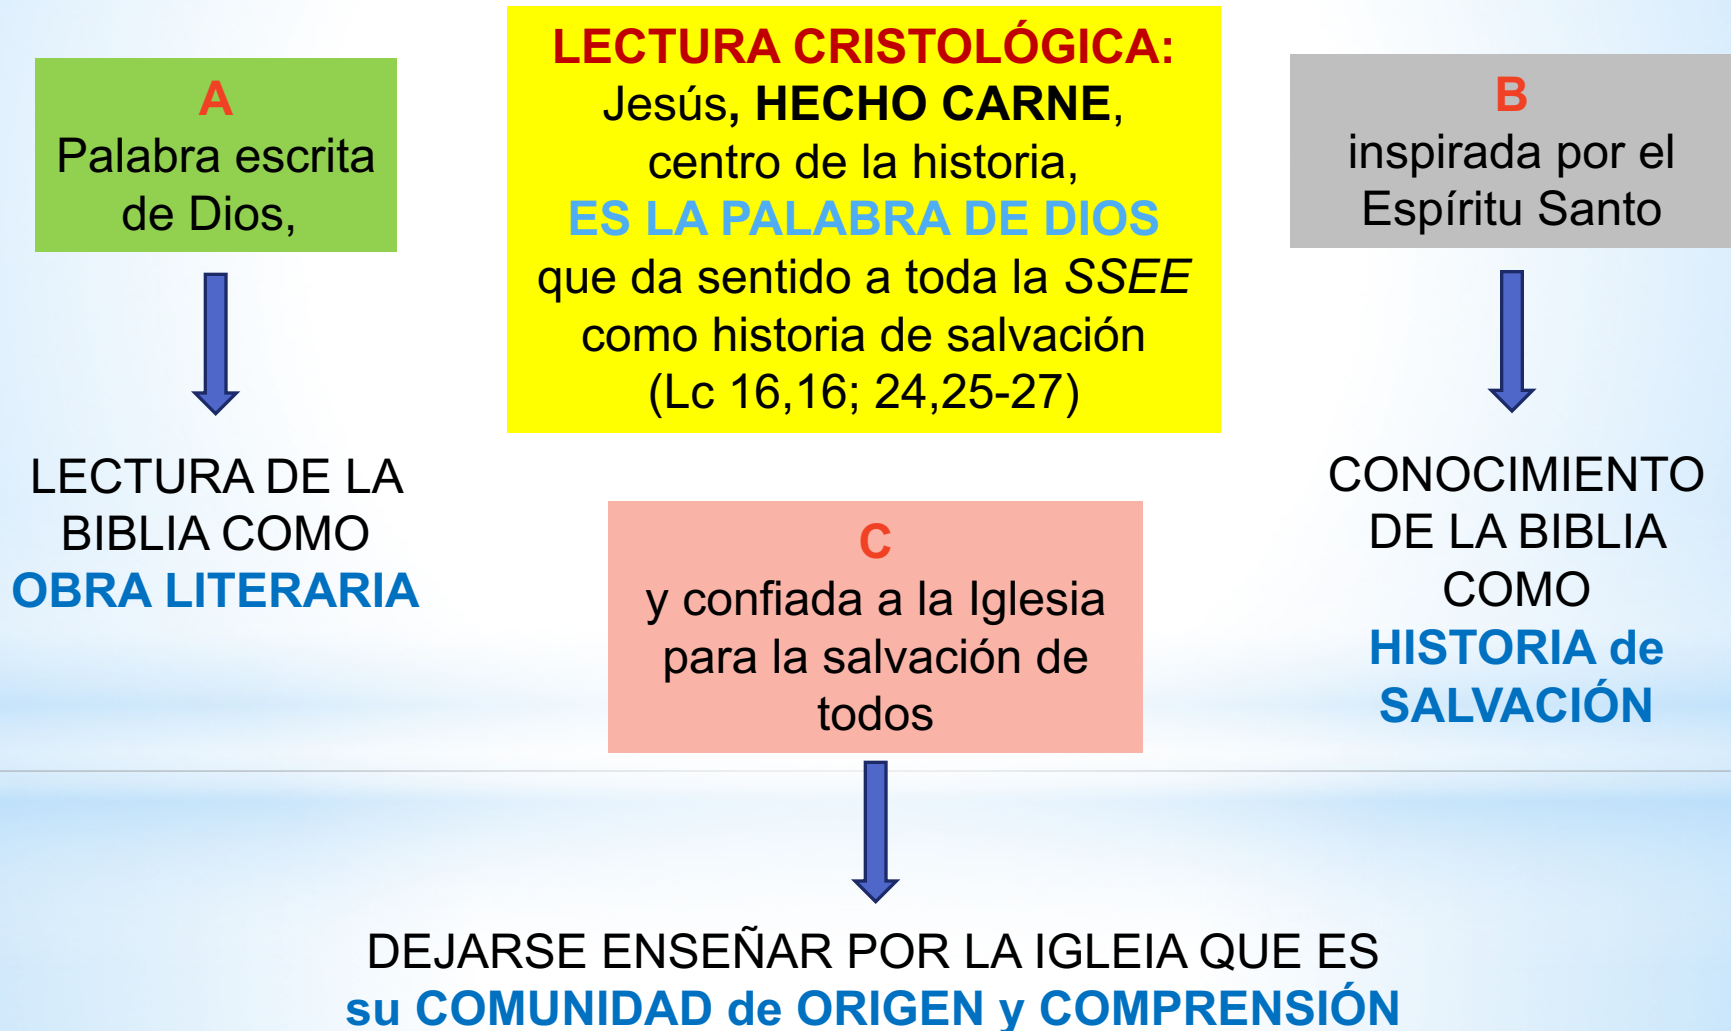 A
Palabra escrita
de Dios,
LECTURA DE LA
BIBLIA COMO
OBRA LITERARIA
LECTURA CRISTOLÓGICA:
Jesús, HECHO CARNE,
centro de la historia,
ES LA PALABRA DE DIOS
que da sentido a toda la SSEE
como historia de salvación
(Lc 16,16; 24,25-27)
B
inspirada por el
Espíritu Santo
CONOCIMIENTO
DE LA BIBLIA
COMO
HISTORIA de
SALVACIÓN
C
y confiada a la Iglesia
para la salvación de
todos
DEJARSE ENSEÑAR POR LA IGLEIA QUE ES
su COMUNIDAD de ORIGEN y COMPRENSIÓN